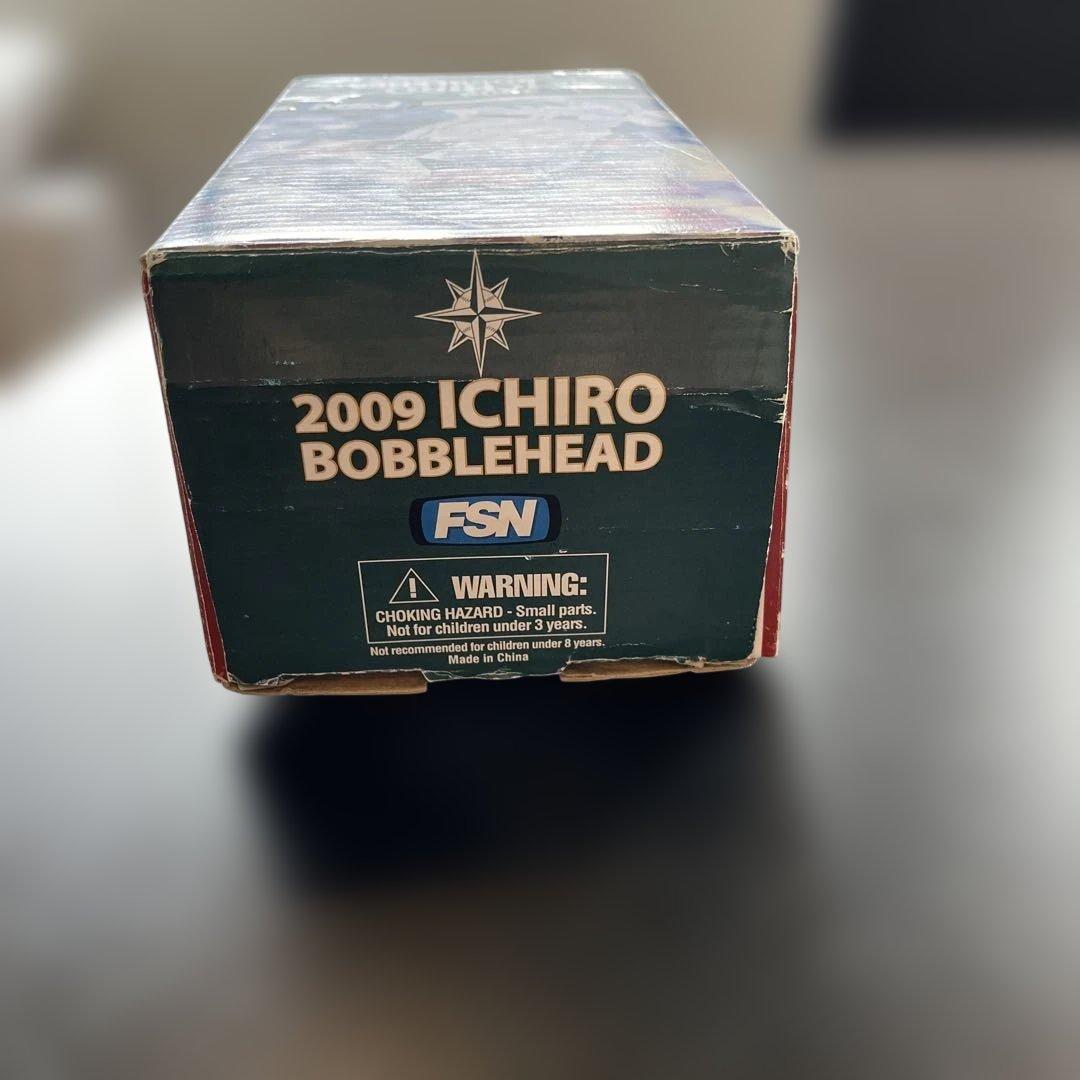 2009 ICHIRO
BOBBLEHEAD
FSN
WARNING:
CHOKING HAZARD - Small parts.
Not for children under 3 years.
Not recommended for children under 8 years.
Made in China